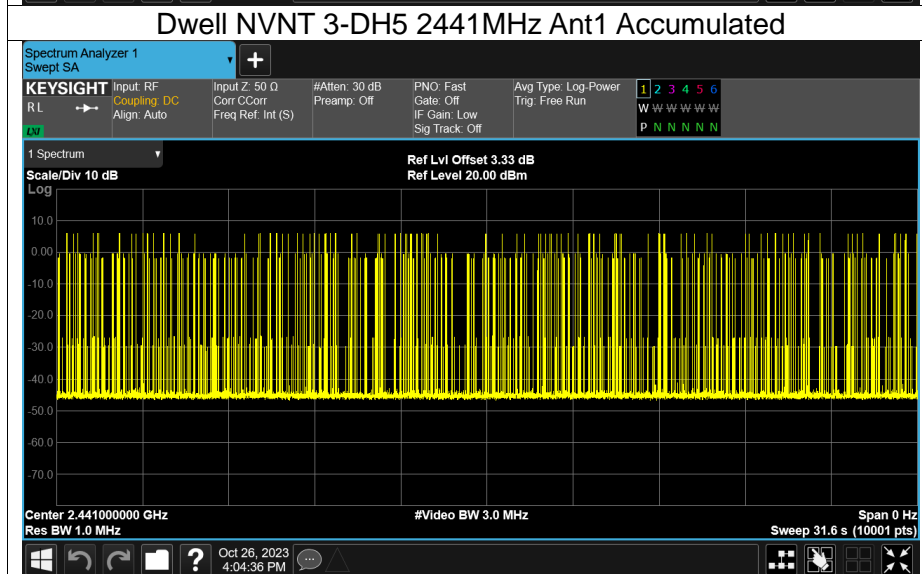 Dwell NVNT 3-DH5 2441MHz Ant1 Accumulated
Spectrum Analyzer 1
Swept SA
+
KEYSIGHT
R L
LXI
Input: RF
Coupling: DC
Align: Auto
Input Z: 50 Ω
Corr CCorr
Freq Ref: Int (S)
#Atten: 30 dB
Preamp: Off
PNO: Fast
Gate: Off
IF Gain: Low
Sig Track: Off
Avg Type: Log-Power
Trig: Free Run
1 2 3 4 5 6
W W W W W W
P N N N N N
1 Spectrum
Scale/Div 10 dB
Ref Lvl Offset 3.33 dB
Ref Level 20.00 dBm
Log
10.0
0.00
-10.0
-20.0
-30.0
-40.0
-50.0
-60.0
-70.0
Center 2.441000000 GHz
#Video BW 3.0 MHz
Span 0 Hz
Res BW 1.0 MHz
Sweep 31.6 s (10001 pts)
?
Oct 26, 2023
4:04:36 PM